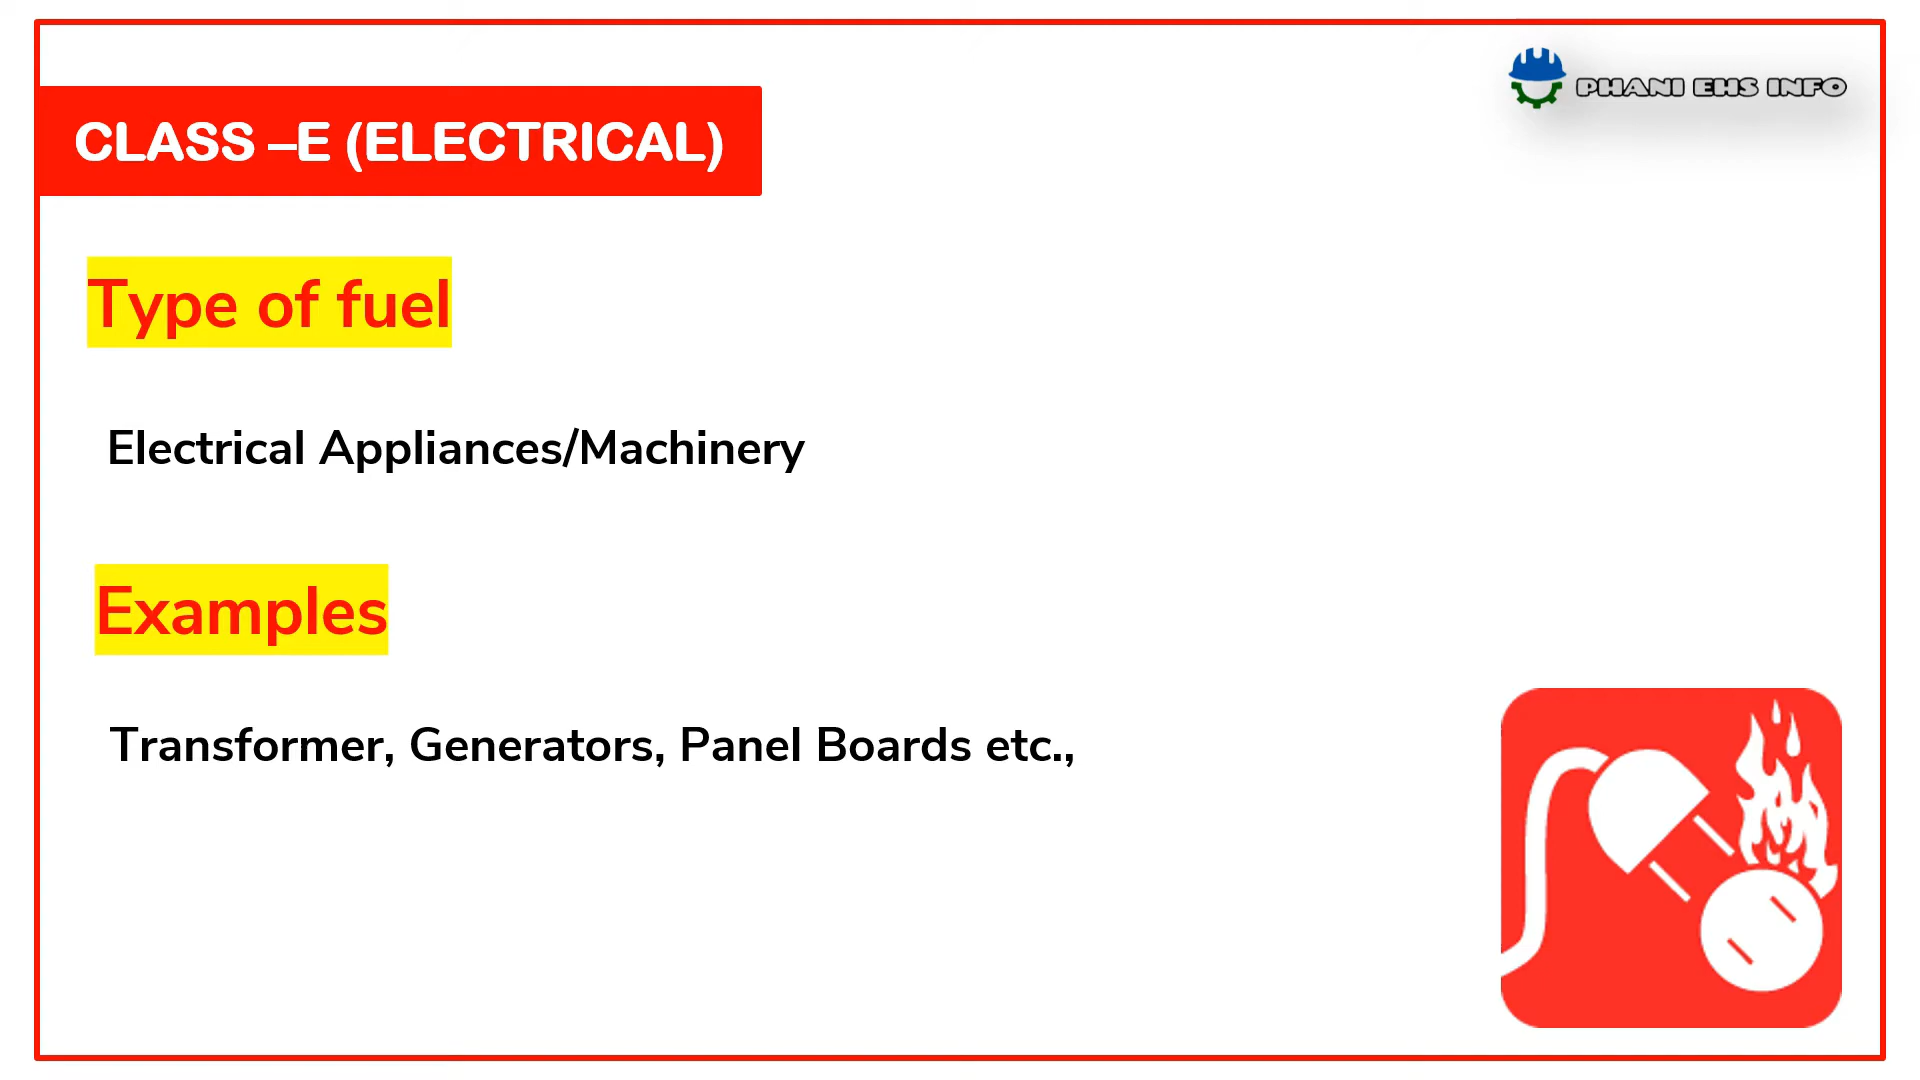 PHANI EHS INFO
CLASS –E (ELECTRICAL)
Type of fuel
Electrical Appliances/Machinery
Examples
Transformer, Generators, Panel Boards etc.,